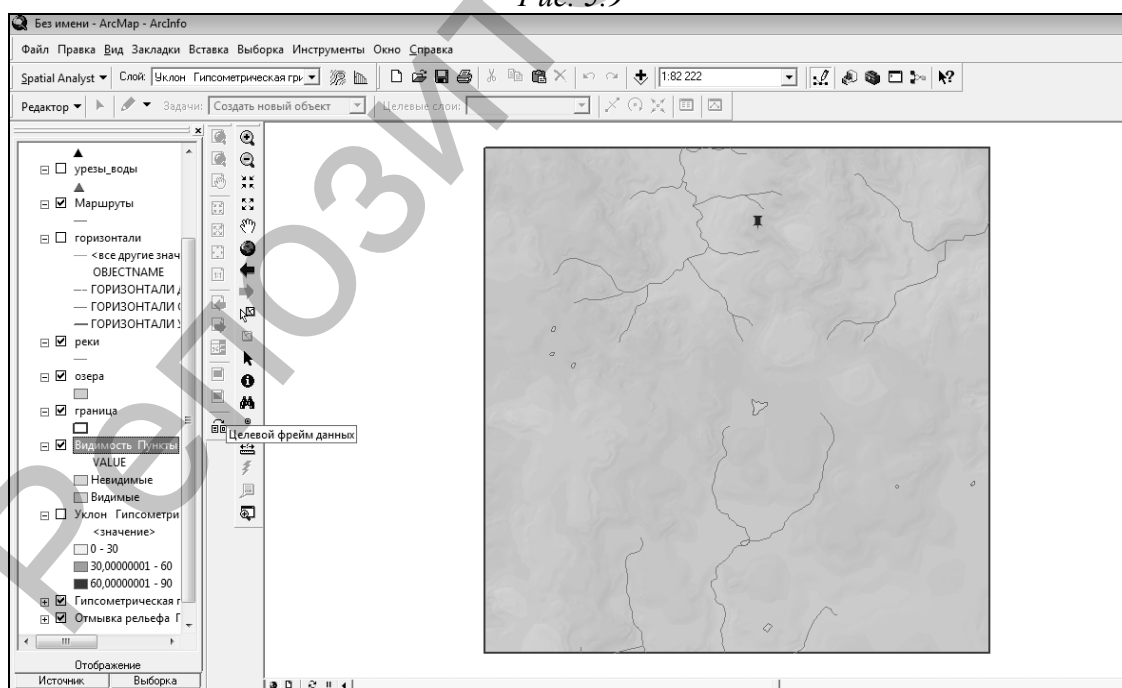 Рис. 3.9
Без имени - ArcMap - ArcInfo
Файл Правка Вид Закладки Вставка Выборка Инструменты Окно Справка
Spatial Analyst Слой: Уклон Гипсометрическая гри 1:82 222
Редактор Задачи: Создать новый объект Целевые слои:
урезы_воды
Маршруты
горизонтали
<все другие знач
OBJECTNAME
ГОРИЗОНТАЛИ Д
ГОРИЗОНТАЛИ О
ГОРИЗОНТАЛИ У
реки
озера
граница
Целевой фрейм данных
Видимость Пункты
VALUE
Невидимые
Видимые
Уклон Гипсометри
<значение>
0 - 30
30,00000001 - 60
60,00000001 - 90
Гипсометрическая г
Отмывка рельефа Г
Отображение
Источник Выборка
Репозит